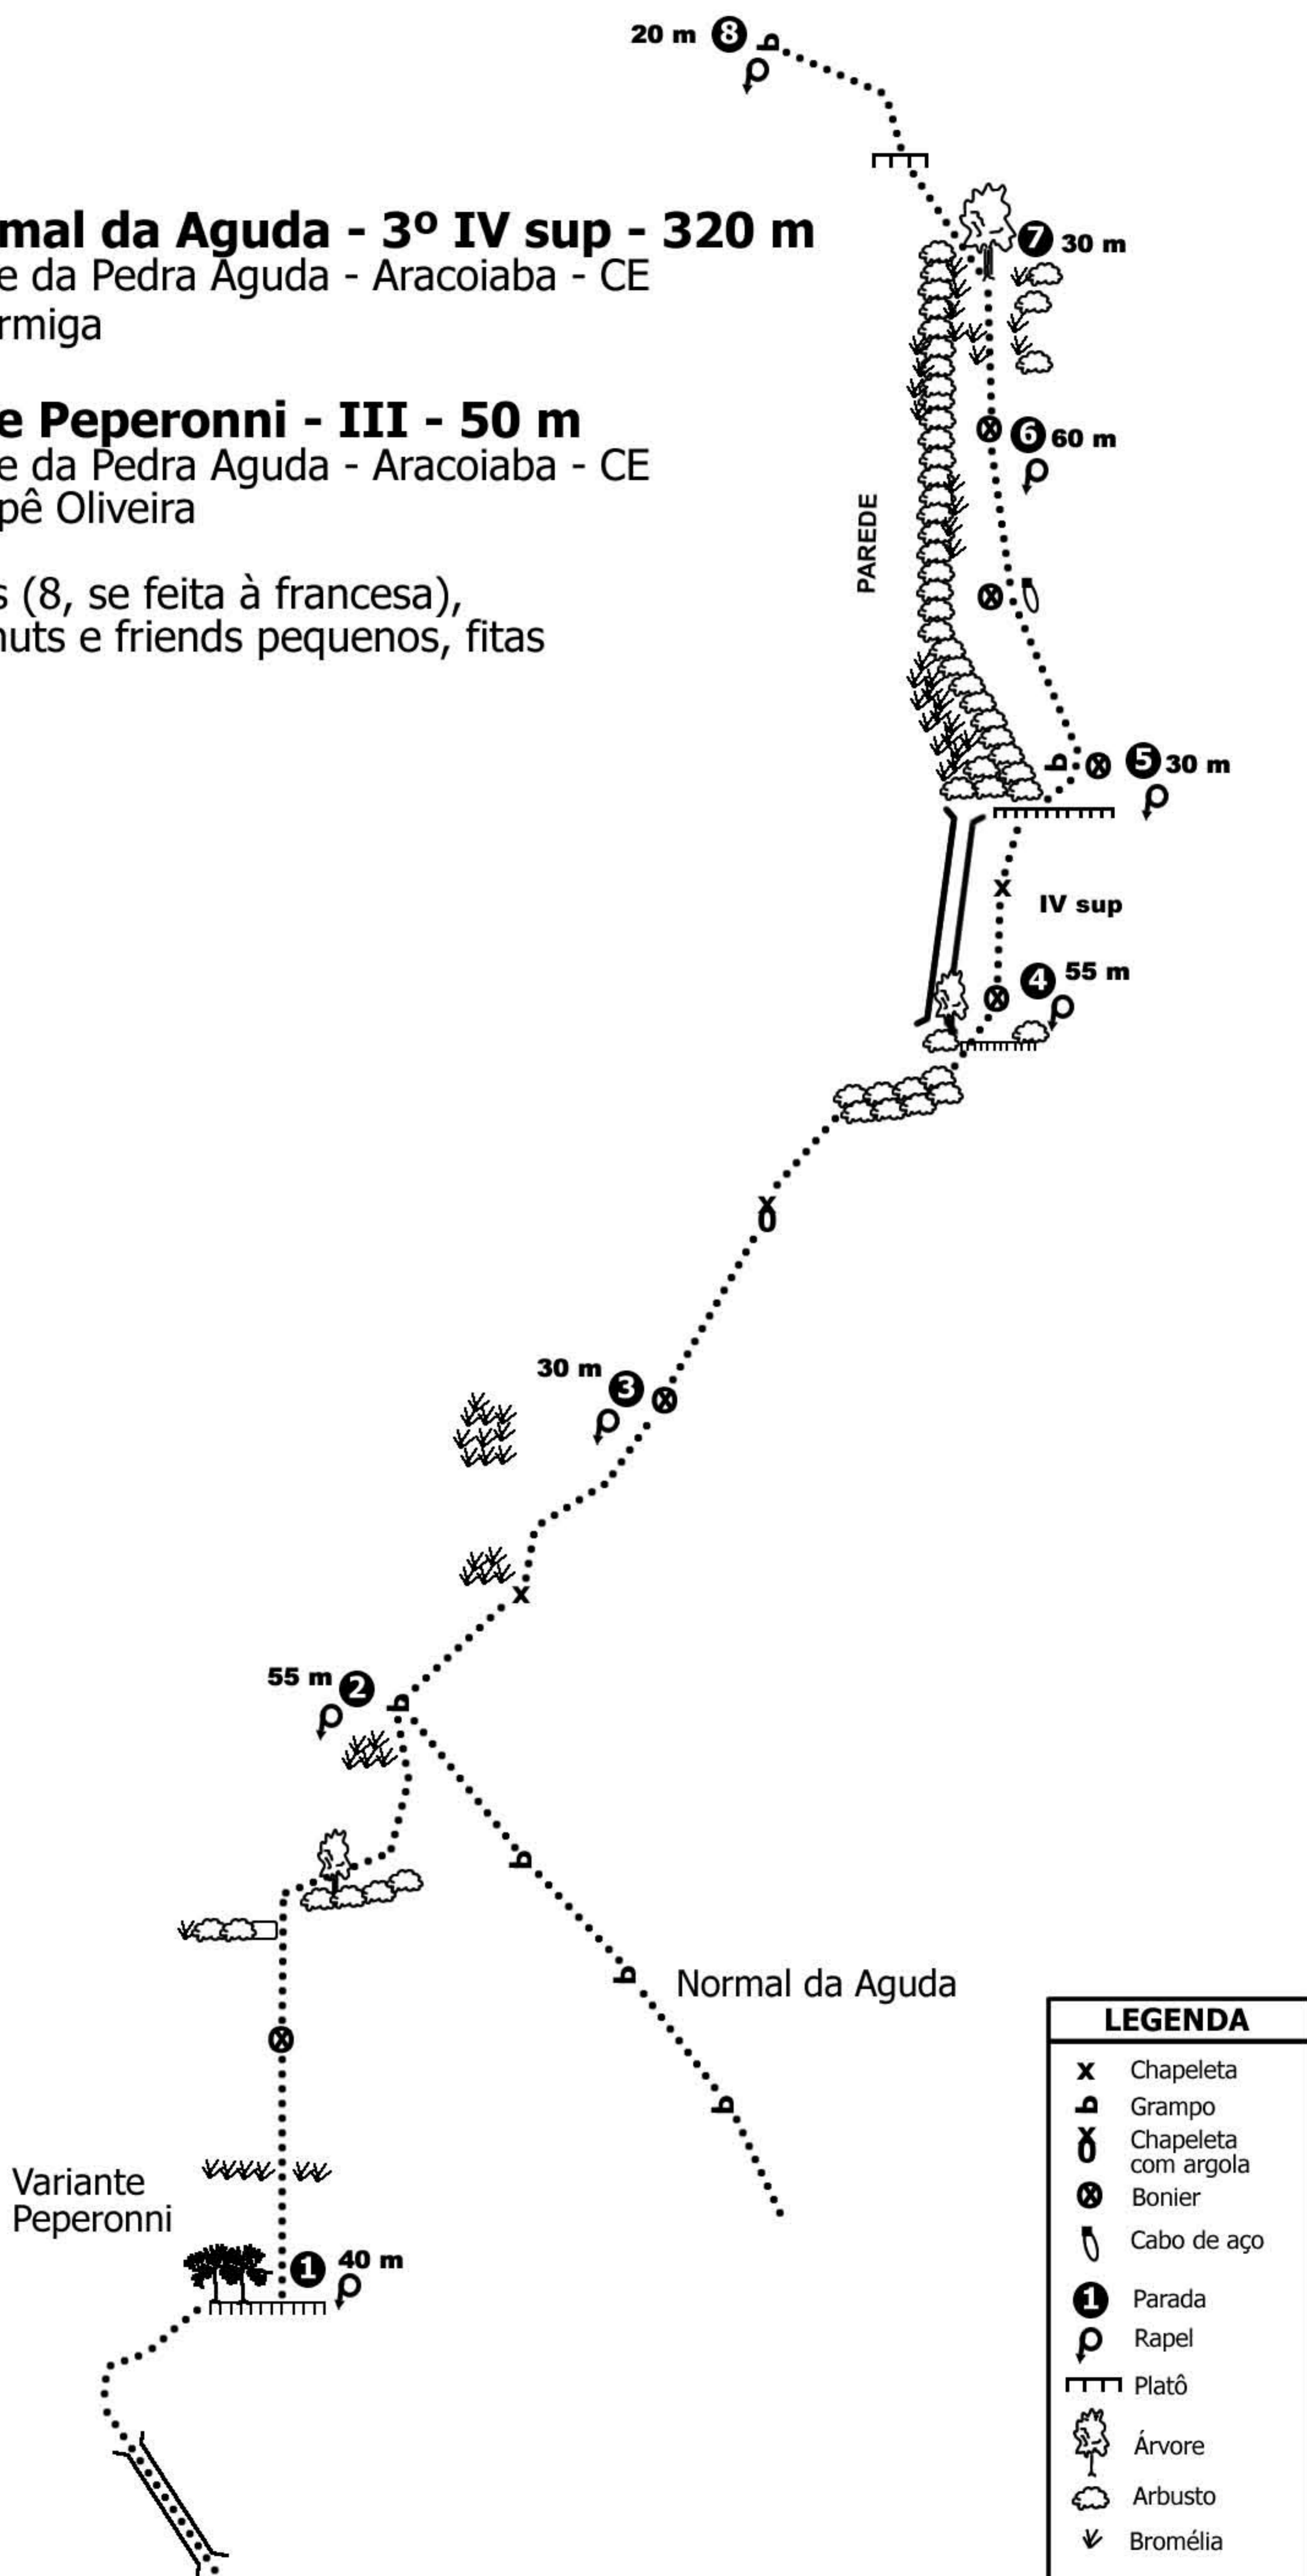 20 m 8
mal da Aguda - 3º IV sup - 320 m
e da Pedra Aguda - Aracoiaba - CE
rmiga
7 30 m
e Peperonni - III - 50 m
e da Pedra Aguda - Aracoiaba - CE
pê Oliveira
6 60 m
PAREDE
s (8, se feita à francesa),
nuts e friends pequenos, fitas
5 30 m
IV sup
4 55 m
30 m 3
55 m 2
Normal da Aguda
Variante
Peperonni
1 40 m
LEGENDA
x Chapeleta
Grampo
Chapeleta
com argola
Bonier
Cabo de aço
1 Parada
Rapel
Platô
Árvore
Arbusto
Bromélia